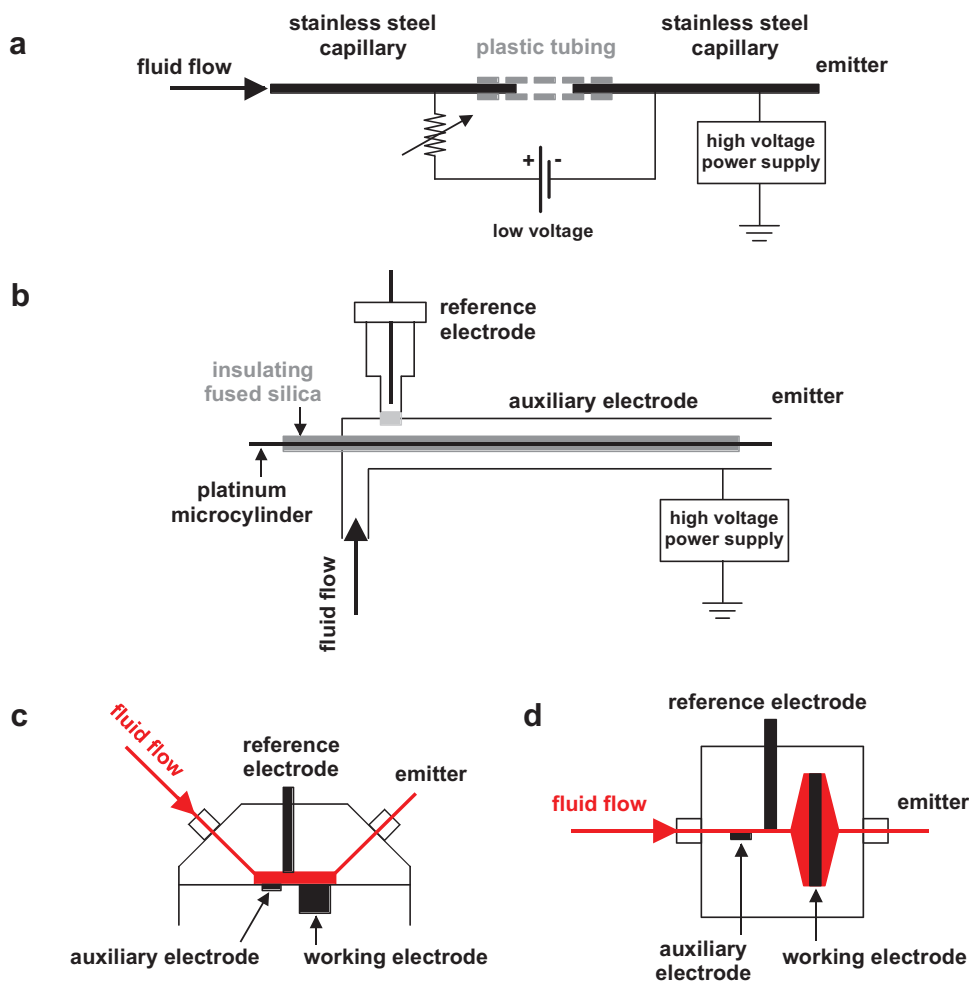 a
stainless steel
capillary
stainless steel
capillary
plastic tubing
fluid flow
emitter
+ -
high voltage
power supply
low voltage
b
reference
electrode
insulating
fused silica
auxiliary electrode
emitter
platinum
microcylinder
high voltage
power supply
fluid flow
c
fluid flow
reference
electrode
emitter
auxiliary electrode
working electrode
d
reference electrode
fluid flow
emitter
auxiliary
electrode
working electrode